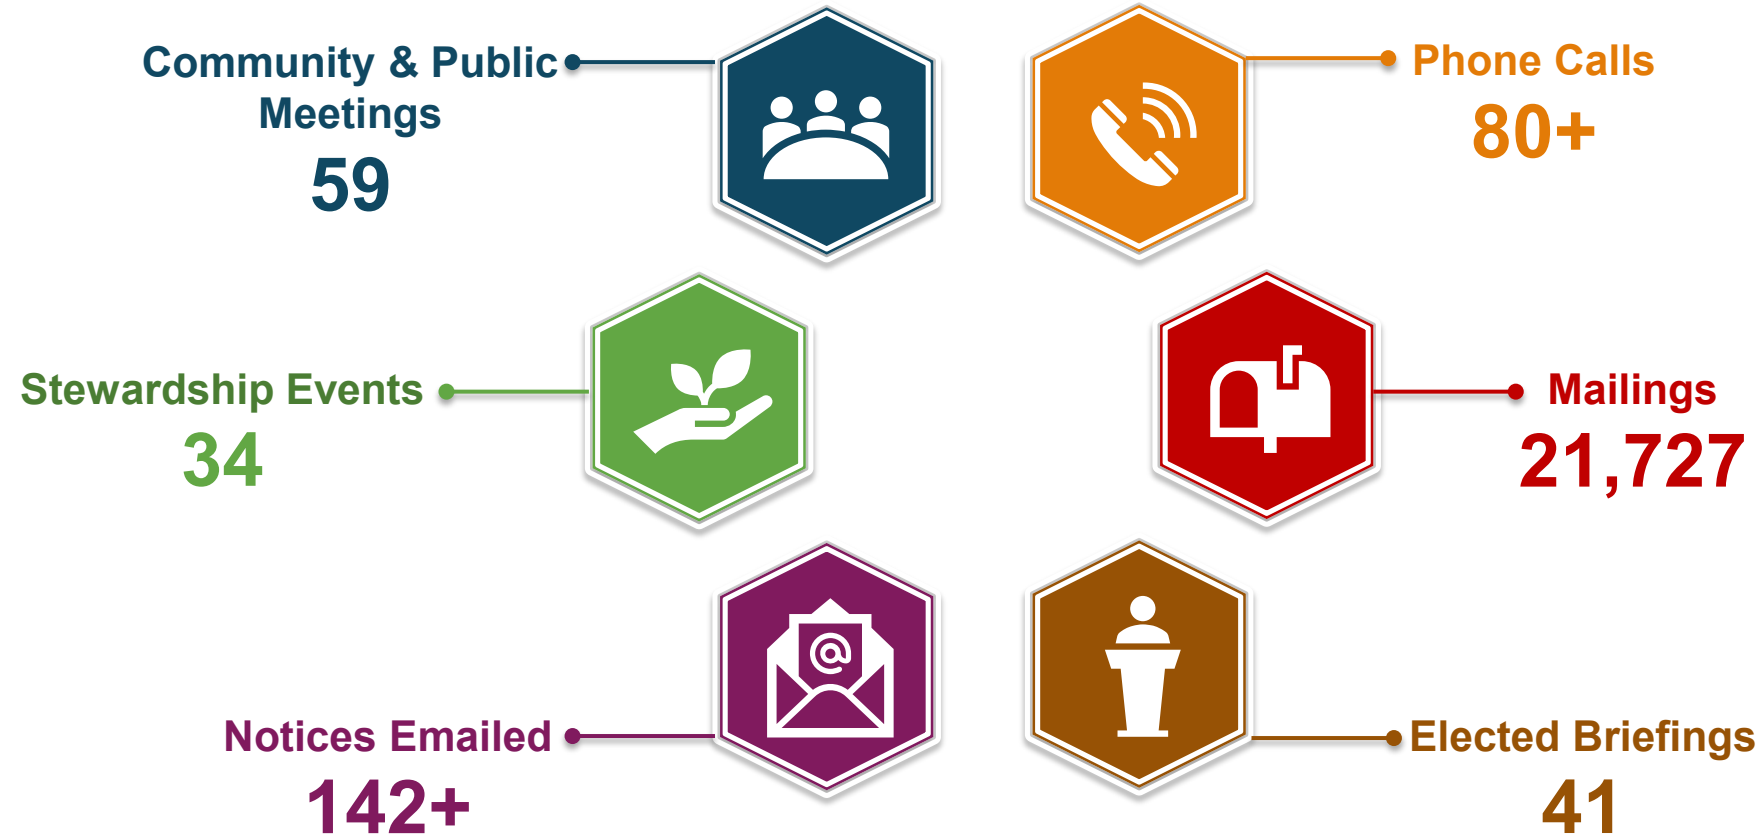 Community & Public
Meetings
59
Phone Calls
80+
Stewardship Events
34
Mailings
21,727
@
Notices Emailed
142+
Elected Briefings
41